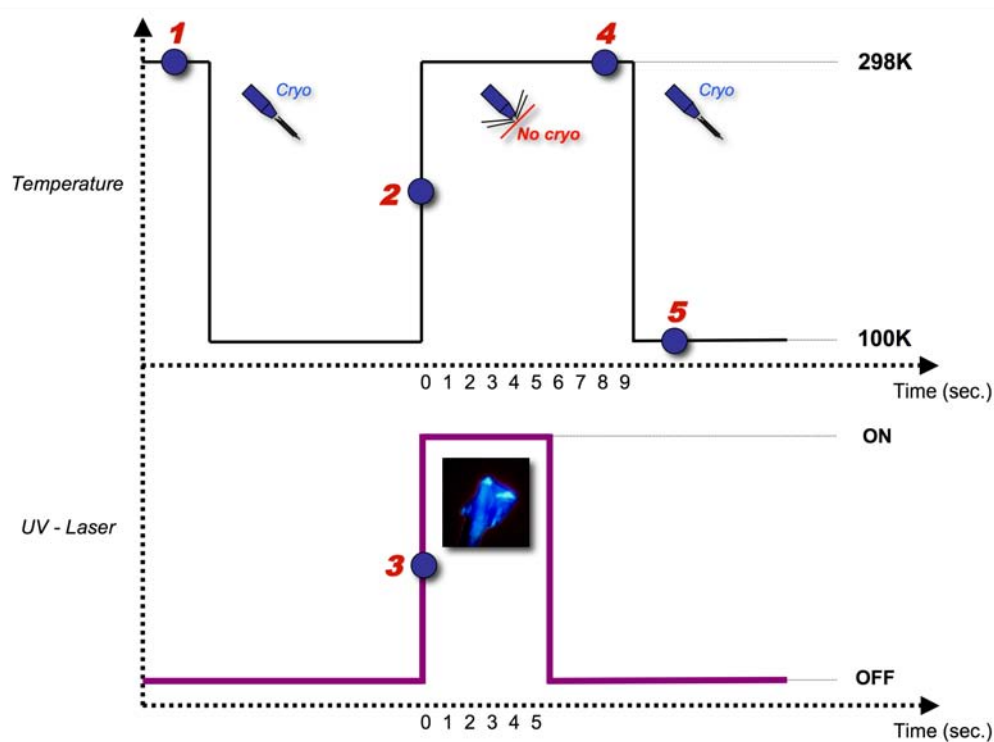 1
4
298K
Cryo
No cryo
Cryo
Temperature
2
5
100K
0 1 2 3 4 5 6 7 8 9
Time (sec.)
ON
UV - Laser
3
OFF
0 1 2 3 4 5
Time (sec.)